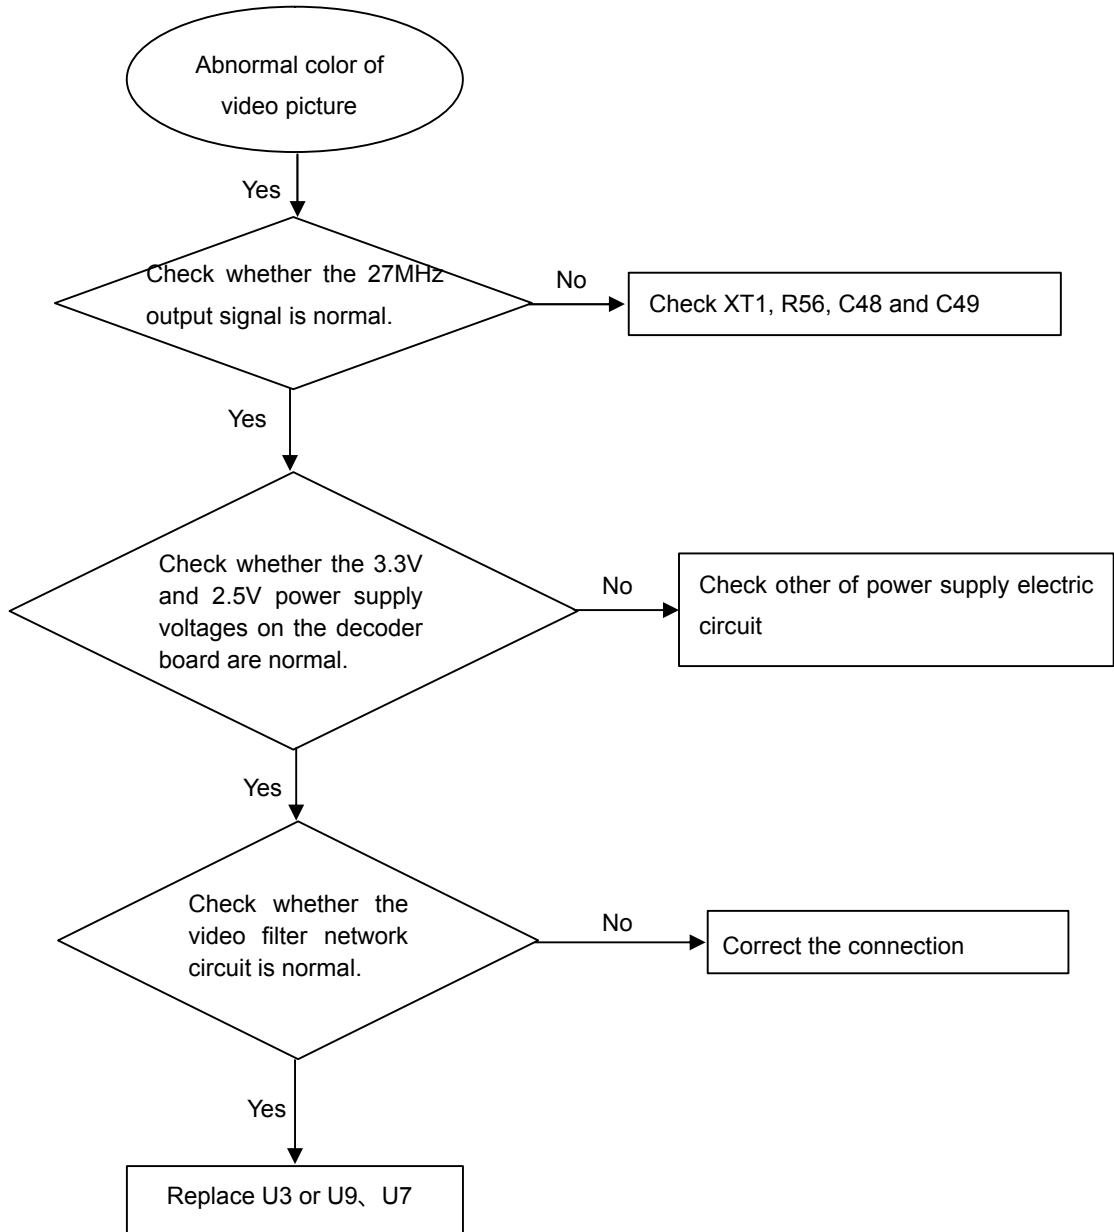 Abnormal color of
video picture
Yes
Check whether the 27MHz
output signal is normal.
No
Check XT1, R56, C48 and C49
Yes
Check whether the 3.3V
and 2.5V power supply
voltages on the decoder
board are normal.
No
Check other of power supply electric
circuit
Yes
Check whether the
video filter network
circuit is normal.
No
Correct the connection
Yes
Replace U3 or U9、U7